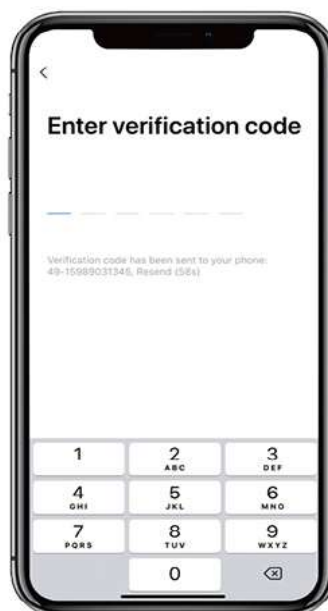 Enter verification code
Verification code has been sent to your phone:
49-15989031345, Resend (58s)
1 2 3
ABC DEF
4 5 6
GHI JKL MNO
7 8 9
PQRS TUV WXYZ
0